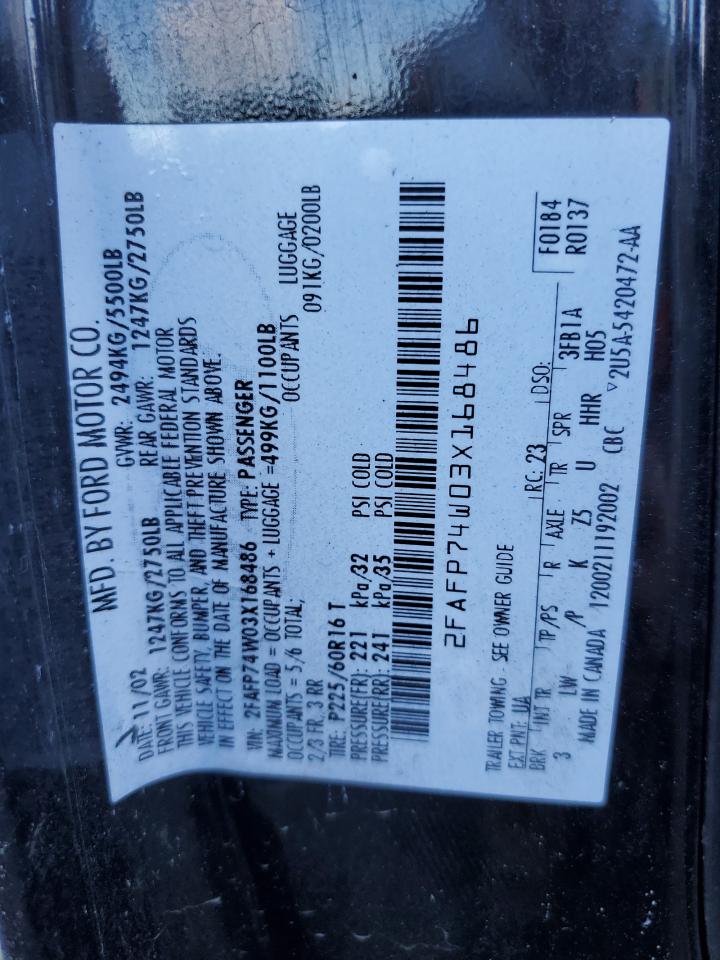 MFD. BY FORD MOTOR CO.
DATE: 11/02 GVWR: 2494KG/5500LB
FRONT GAWR: 1247KG/2750LB REAR GAWR: 1247KG/2750LB
THIS VEHICLE CONFORMS TO ALL APPLICABLE FEDERAL MOTOR
VEHICLE SAFETY, BUMPER, AND THEFT PREVENTION STANDARDS
IN EFFECT ON THE DATE OF MANUFACTURE SHOWN ABOVE.
VIN: 2FAFP74W03X168486 TYPE: PASSENGER
MAXIMUM LOAD = OCCUPANTS + LUGGAGE =499KG/1100LB
OCCUPANTS = 5/6 TOTAL; OCCUPANTS LUGGAGE
2/3 FR, 3 RR 091KG/0200LB
TIRE: P225/60R16 T
PRESSURE(FR): 221 kPa/32 PSI COLD
PRESSURE(RR): 241 kPa/35 PSI COLD
2FAFP74W03X168486
TRAILER TOWING - SEE OWNER GUIDE
EXT PNT: UA RC: 23 DSO: F0184
BRK INT TR TP/PS R AXLE TR SPR R0137
3 LW /P K Z5 U HHR 3FB1A
H05
MADE IN CANADA 1200211192002 CBC ▽2U5A-5420472-AA